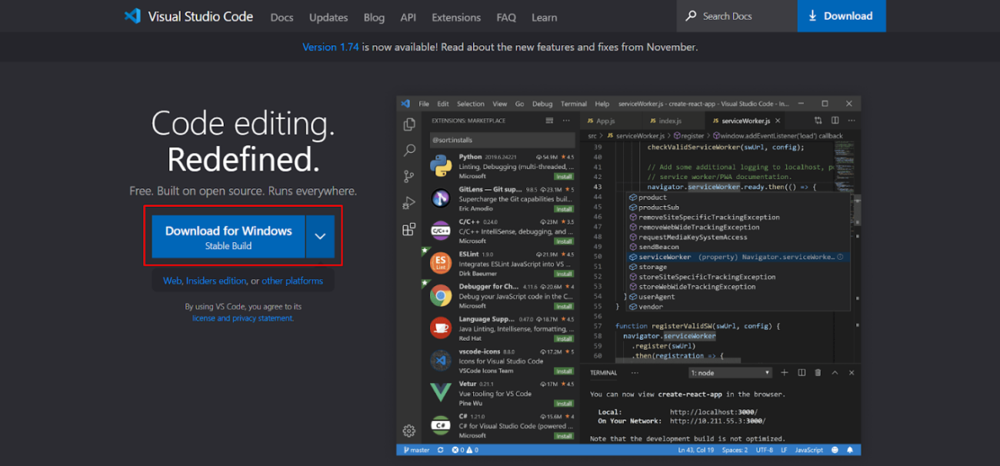 Visual Studio Code Docs Updates Blog API Extensions FAQ Learn Search Docs Download
Version 1.74 is now available! Read about the new features and fixes from November.
Code editing.
Redefined.
Free. Built on open source. Runs everywhere.
Download for Windows
Stable Build
Web, Insiders edition, or other platforms
By using VS Code, you agree to its
license and privacy statement.
File Edit Selection View Go Debug Terminal Help serviceWorker.js - create-react-app - Visual Studio Code - In...
EXTENSIONS: MARKETPLACE
@sort:installs
Python 2019.6.24221 54.9M 4.5
Linting, Debugging (multi-threaded, ...
Microsoft Install
GitLens — Git sup... 9.8.5 23.1M 5
Supercharge the Git capabilities buil...
Eric Amodio Install
C/C++ 0.24.0 23M 3.5
C/C++ IntelliSense, debugging, and ...
Microsoft Install
ESLint 1.9.0 21.9M 4.5
Integrates ESLint JavaScript into VS ...
Dirk Baeumer Install
Debugger for Ch... 4.11.6 20.6M 4
Debug your JavaScript code in the C...
Microsoft Install
Language Supp... 0.47.0 18.7M 4.5
Java Linting, Intellisense, formatting, ...
Red Hat Install
vscode-icons 8.8.0 17.2M 5
Icons for Visual Studio Code
VSCode Icons Team Install
Vetur 0.21.1 17M 4.5
Vue tooling for VS Code
Pine Wu Install
C# 1.21.0 15.6M 4
C# for Visual Studio Code (powered ...
Microsoft Install
JS App.js JS index.js JS serviceWorker.js
src > JS serviceWorker.js > register > window.addEventListener('load') callback
39 checkValidServiceWorker(swUrl, config);
40
41 // Add some additional logging to localhost, p
42 // service worker/PWA documentation.
43 navigator.serviceWorker.ready.then(() => {
44 product
45 productSub
46 removeSiteSpecificTrackingException
47 removeWebWideTrackingException
48 requestMediaKeySystemAccess
49 sendBeacon
50 serviceWorker (property) Navigator.serviceWorke...
51 storage
52 storeSiteSpecificTrackingException
53 storeWebWideTrackingException
54 } userAgent
55 } vendor
56
57 function registerValidSW(swUrl, config) {
58 navigator.serviceWorker
59 .register(swUrl)
60 .then(registration => {
TERMINAL ... 1: node
You can now view create-react-app in the browser.
Local: http://localhost:3000/
On Your Network: http://10.211.55.3:3000/
Note that the development build is not optimized.
master 0 0 Ln 43, Col 19 Spaces: 2 UTF-8 LF JavaScript
C/C++
ES
Lint
C#